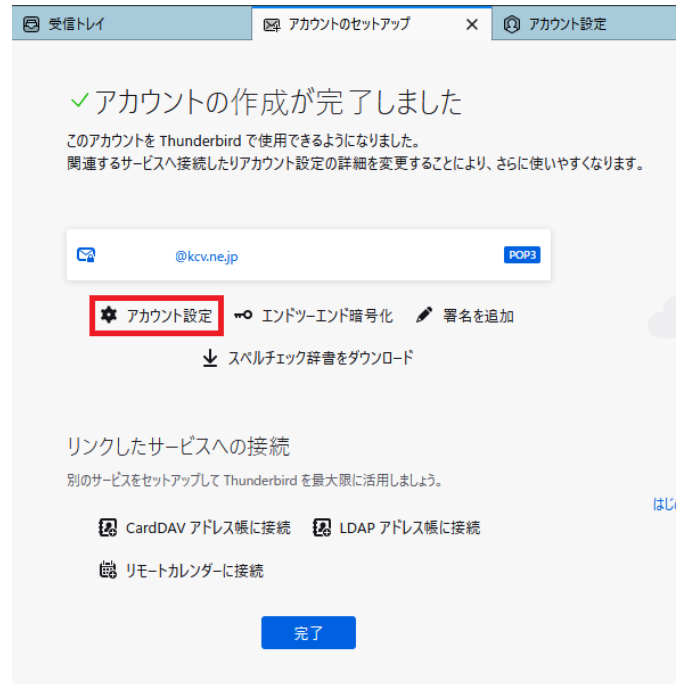 受信トレイ
アカウントのセットアップ
アカウント設定
アカウントの作成が完了しました
このアカウントを Thunderbird で使用できるようになりました。
関連するサービスへ接続したりアカウント設定の詳細を変更することにより、さらに使いやすくなります。
@kcv.ne.jp
POP3
アカウント設定
エンドツーエンド暗号化
署名を追加
スペルチェック辞書をダウンロード
リンクしたサービスへの接続
別のサービスをセットアップして Thunderbird を最大限に活用しましょう。
CardDAV アドレス帳に接続
LDAP アドレス帳に接続
リモートカレンダーに接続
完了